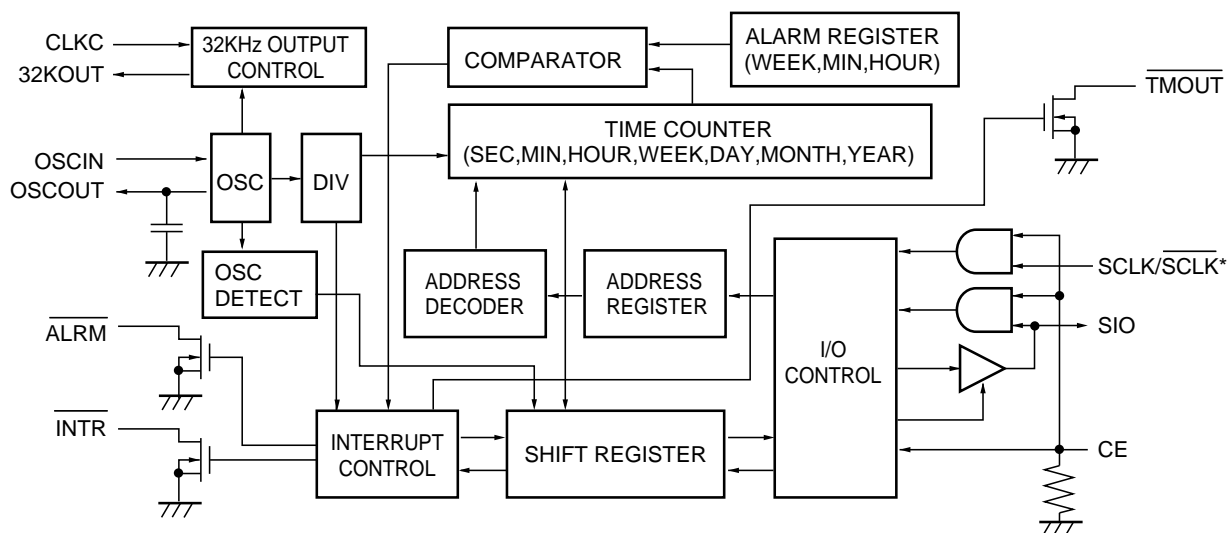 CLKC
32KOUT
32KHz OUTPUT
CONTROL
COMPARATOR
ALARM REGISTER
(WEEK,MIN,HOUR)
TMOUT
TIME COUNTER
(SEC,MIN,HOUR,WEEK,DAY,MONTH,YEAR)
OSCIN
OSCOUT
OSC
DIV
OSC
DETECT
ADDRESS
DECODER
ADDRESS
REGISTER
I/O
CONTROL
SCLK/SCLK*
SIO
ALRM
INTR
INTERRUPT
CONTROL
SHIFT REGISTER
CE